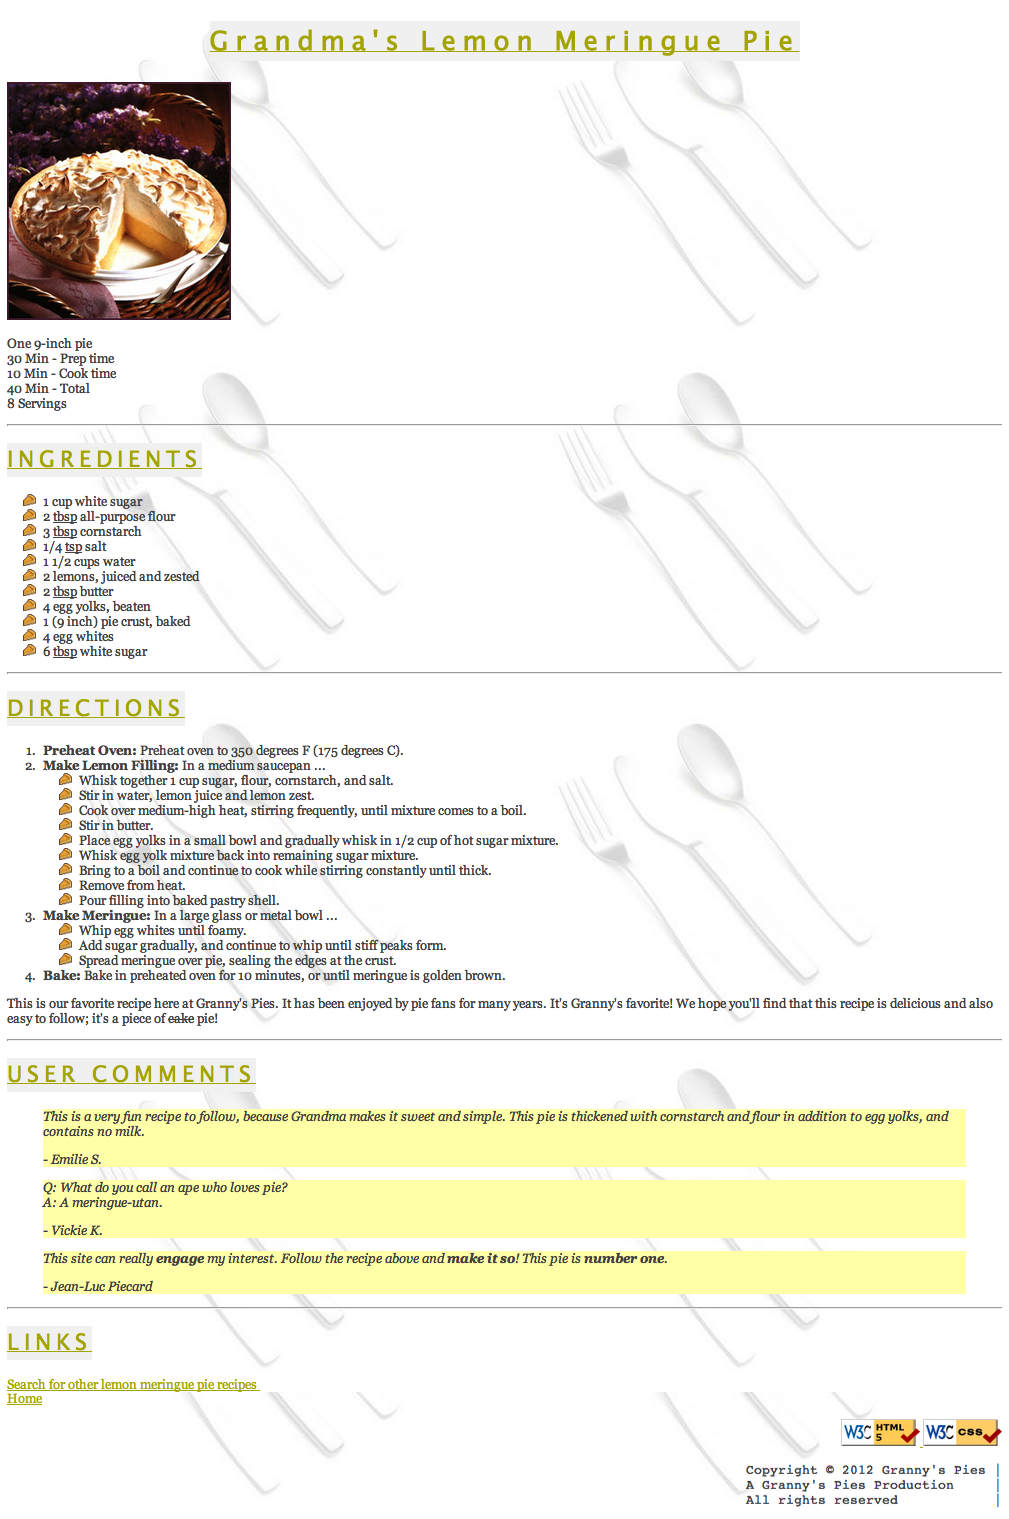 Grandma's Lemon Meringue Pie
One 9-inch pie
30 Min - Prep time
10 Min - Cook time
40 Min - Total
8 Servings
INGREDIENTS
1 cup white sugar
2 tbsp all-purpose flour
3 tbsp cornstarch
1/4 tsp salt
1 1/2 cups water
2 lemons, juiced and zested
2 tbsp butter
4 egg yolks, beaten
1 (9 inch) pie crust, baked
4 egg whites
6 tbsp white sugar
DIRECTIONS
1. Preheat Oven: Preheat oven to 350 degrees F (175 degrees C).
2. Make Lemon Filling: In a medium saucepan ...
Whisk together 1 cup sugar, flour, cornstarch, and salt.
Stir in water, lemon juice and lemon zest.
Cook over medium-high heat, stirring frequently, until mixture comes to a boil.
Stir in butter.
Place egg yolks in a small bowl and gradually whisk in 1/2 cup of hot sugar mixture.
Whisk egg yolk mixture back into remaining sugar mixture.
Bring to a boil and continue to cook while stirring constantly until thick.
Remove from heat.
Pour filling into baked pastry shell.
3. Make Meringue: In a large glass or metal bowl ...
Whip egg whites until foamy.
Add sugar gradually, and continue to whip until stiff peaks form.
Spread meringue over pie, sealing the edges at the crust.
4. Bake: Bake in preheated oven for 10 minutes, or until meringue is golden brown.
This is our favorite recipe here at Granny's Pies. It has been enjoyed by pie fans for many years. It's Granny's favorite! We hope you'll find that this recipe is delicious and also
easy to follow; it's a piece of cake pie!
USER COMMENTS
This is a very fun recipe to follow, because Grandma makes it sweet and simple. This pie is thickened with cornstarch and flour in addition to egg yolks, and
contains no milk.
- Emilie S.
Q: What do you call an ape who loves pie?
A: A meringue-utan.
- Vickie K.
This site can really engage my interest. Follow the recipe above and make it so! This pie is number one.
- Jean-Luc Piecard
LINKS
Search for other lemon meringue pie recipes
Home
W3C HTML 5 W3C CSS
Copyright © 2012 Granny's Pies |
A Granny's Pies Production |
All rights reserved |